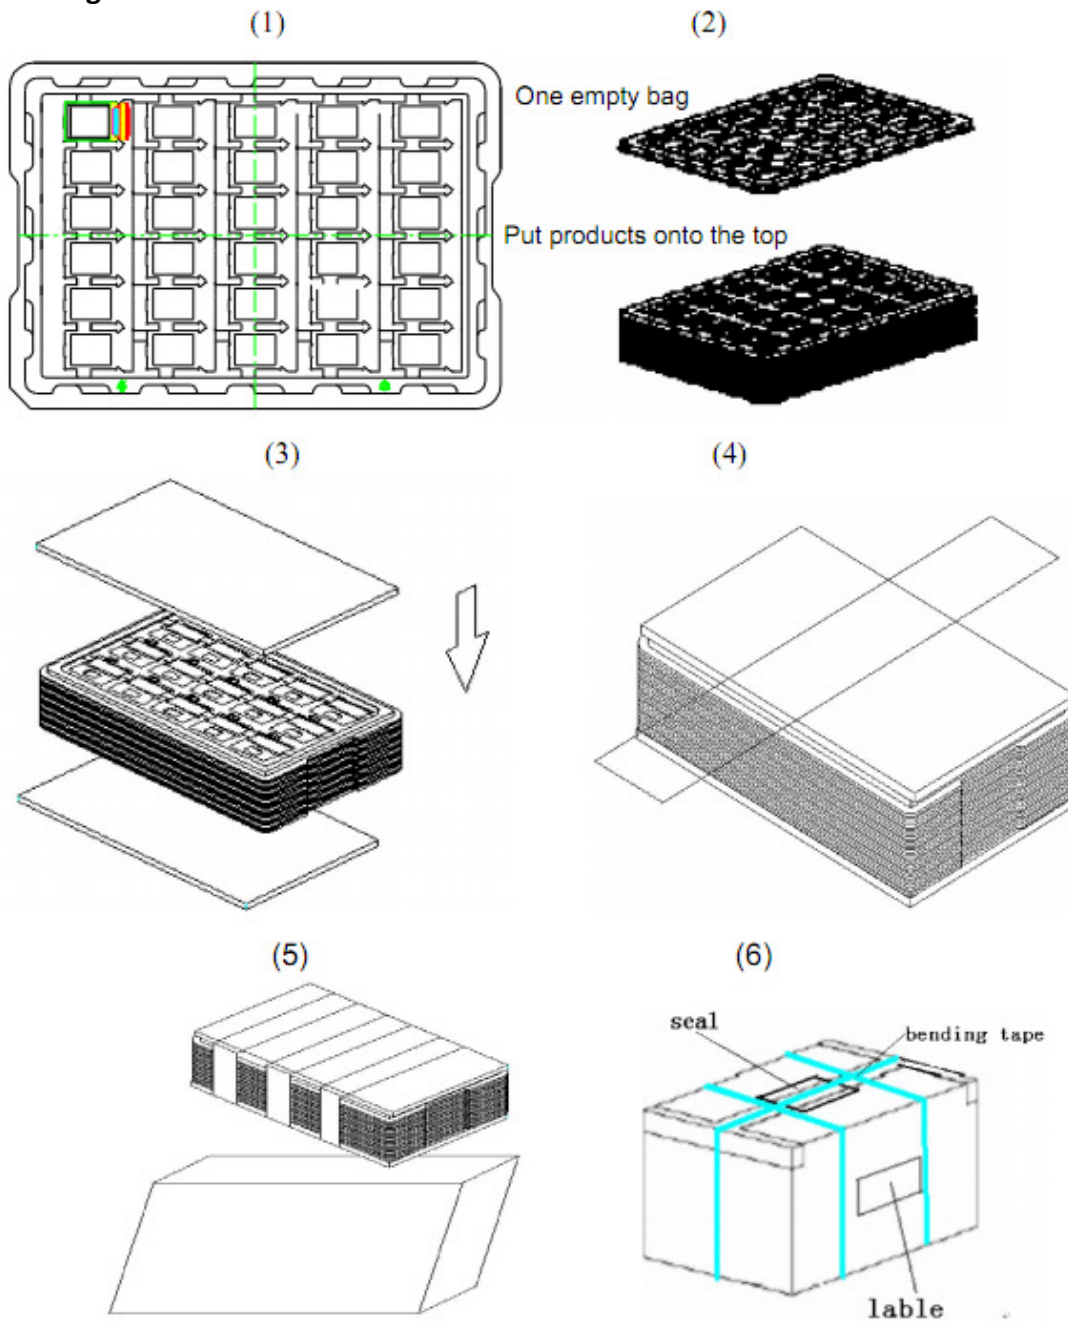 (1)
(2)
One empty bag
Put products onto the top
(3)
(4)
(5)
(6)
seal
bending tape
lable